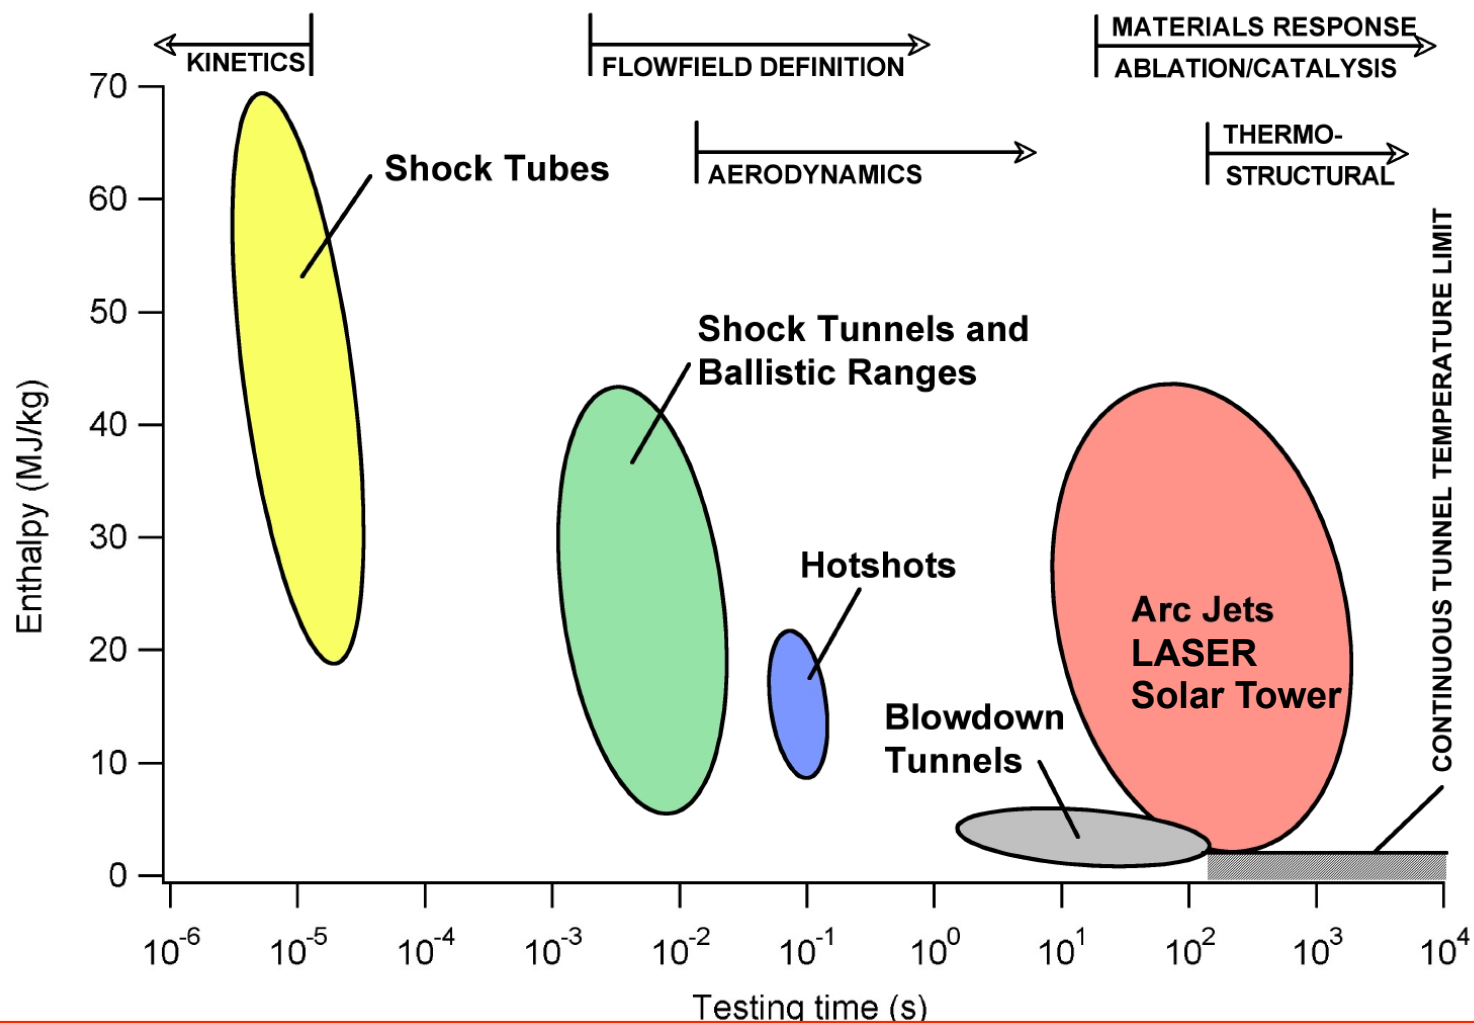 KINETICS
FLOWFIELD DEFINITION
MATERIALS RESPONSE
ABLATION/CATALYSIS
AERODYNAMICS
THERMO-
STRUCTURAL
Shock Tubes
Shock Tunnels and
Ballistic Ranges
Hotshots
Blowdown
Tunnels
Arc Jets
LASER
Solar Tower
CONTINUOUS TUNNEL TEMPERATURE LIMIT
Enthalpy (MJ/kg)
70
60
50
40
30
20
10
0
10⁻⁶ 10⁻⁵ 10⁻⁴ 10⁻³ 10⁻² 10⁻¹ 10⁰ 10¹ 10² 10³ 10⁴
Testing time (s)